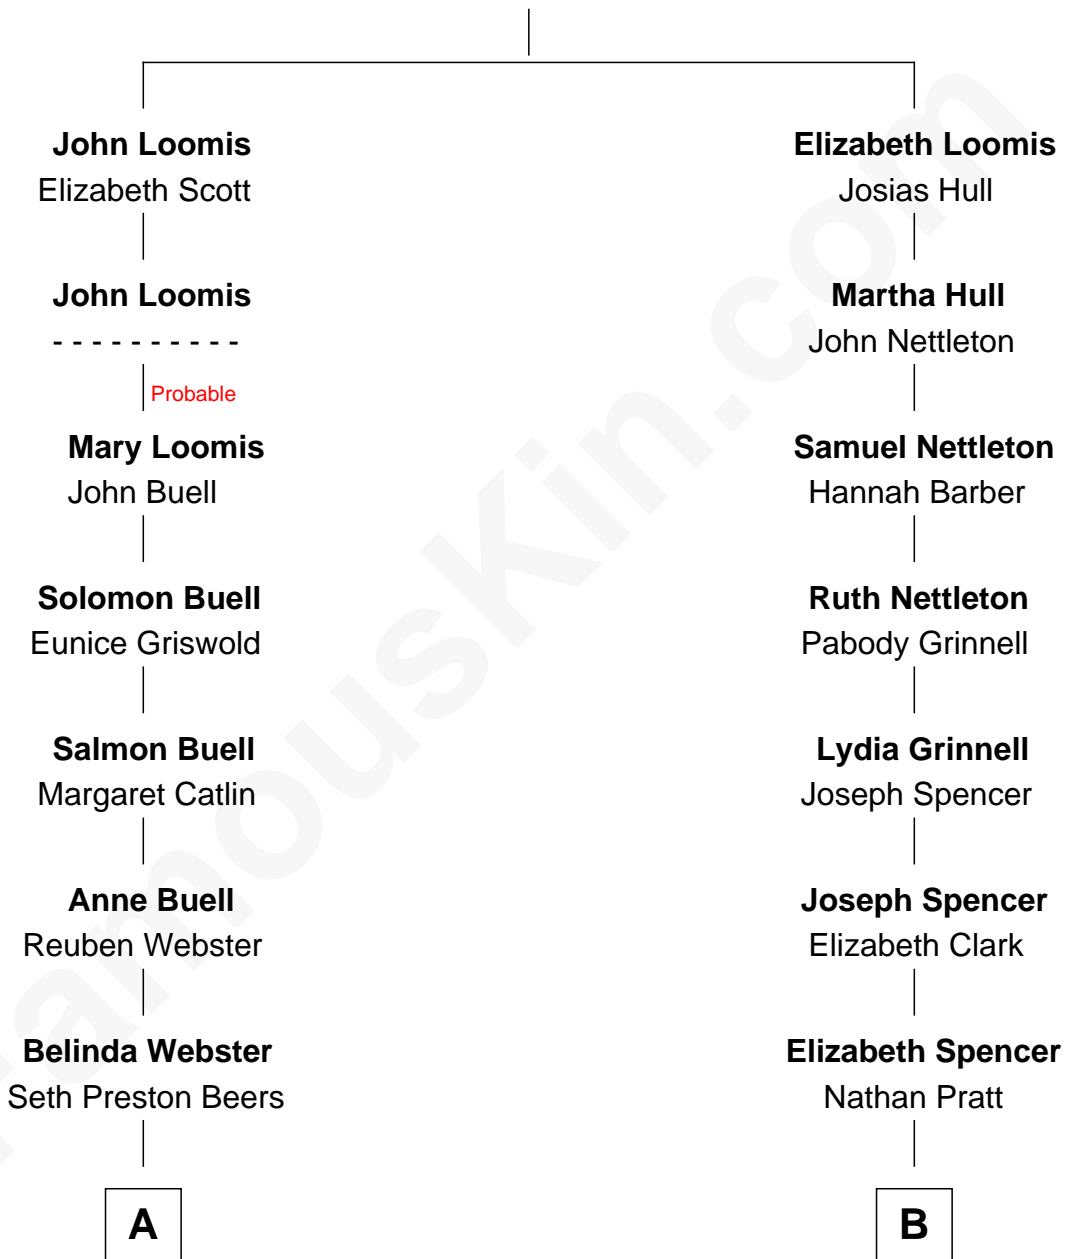 John Loomis
Elizabeth Scott
John Loomis
- - - - - - - - - -
Probable
Mary Loomis
John Buell
Solomon Buell
Eunice Griswold
Salmon Buell
Margaret Catlin
Anne Buell
Reuben Webster
Belinda Webster
Seth Preston Beers
A
Elizabeth Loomis
Josias Hull
Martha Hull
John Nettleton
Samuel Nettleton
Hannah Barber
Ruth Nettleton
Pabody Grinnell
Lydia Grinnell
Joseph Spencer
Joseph Spencer
Elizabeth Clark
Elizabeth Spencer
Nathan Pratt
B
FamousKin.com